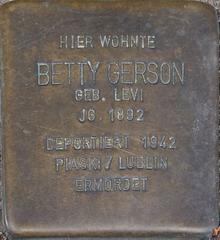 HIER WOHNTE
BETTY GERSON
GEB. LEVI
JG. 1892
DEPORTIERT 1942
PIASKI / LUBLIN
ERMORDET